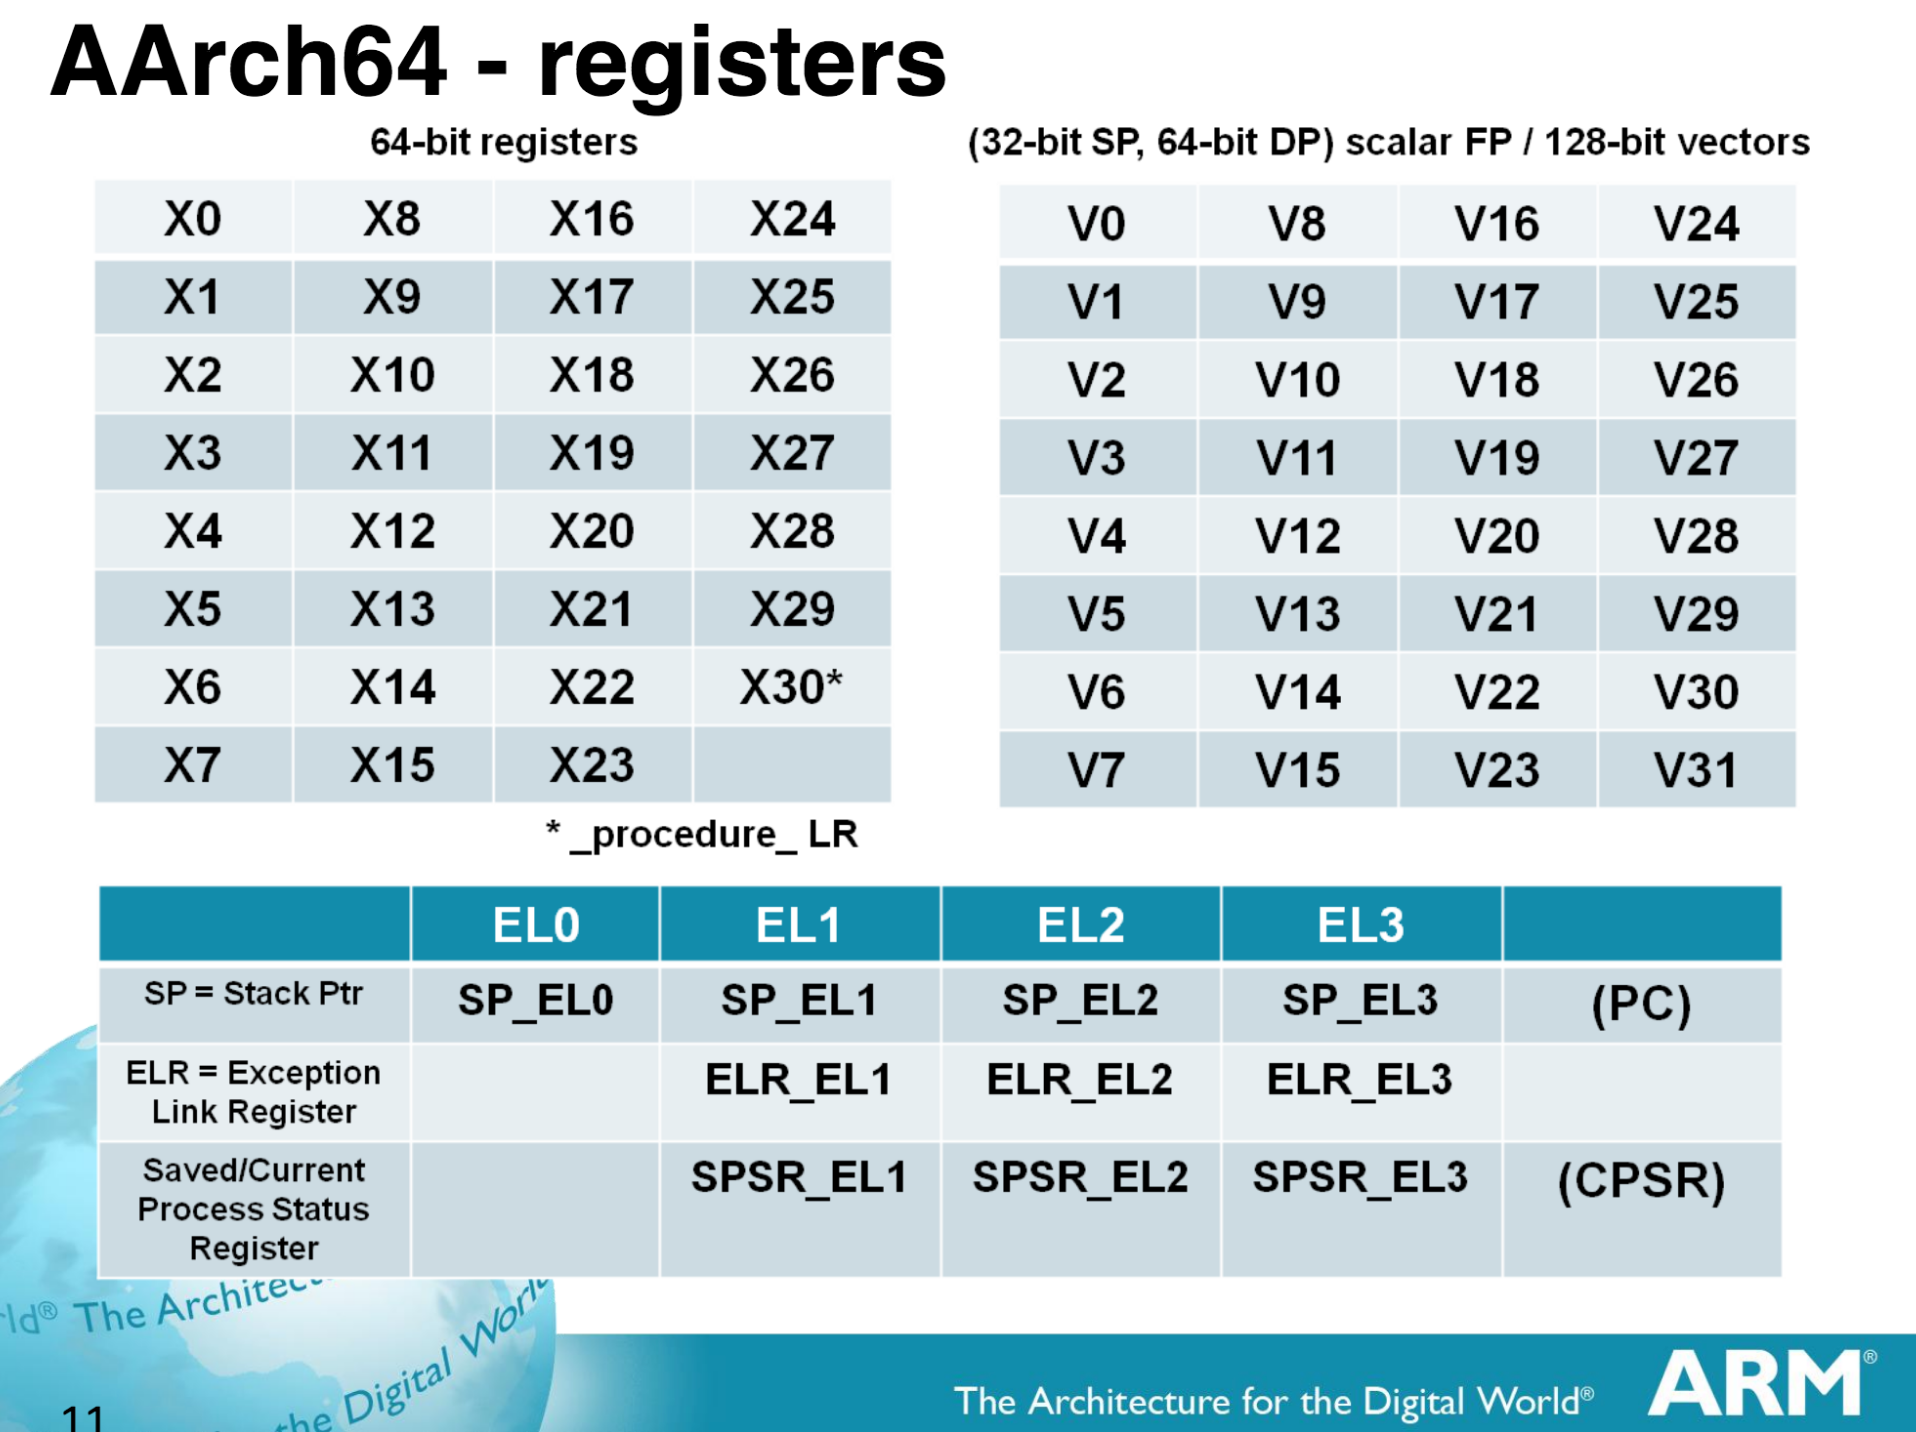 AArch64 - registers
64-bit registers
X0 X8 X16 X24
X1 X9 X17 X25
X2 X10 X18 X26
X3 X11 X19 X27
X4 X12 X20 X28
X5 X13 X21 X29
X6 X14 X22 X30*
X7 X15 X23
* _procedure_ LR
(32-bit SP, 64-bit DP) scalar FP / 128-bit vectors
V0 V8 V16 V24
V1 V9 V17 V25
V2 V10 V18 V26
V3 V11 V19 V27
V4 V12 V20 V28
V5 V13 V21 V29
V6 V14 V22 V30
V7 V15 V23 V31
EL0 EL1 EL2 EL3
SP = Stack Ptr SP_EL0 SP_EL1 SP_EL2 SP_EL3 (PC)
ELR = Exception
Link Register ELR_EL1 ELR_EL2 ELR_EL3
Saved/Current
Process Status
Register SPSR_EL1 SPSR_EL2 SPSR_EL3 (CPSR)
The
the Digital
11
The Architecture for the Digital World®
ARM®